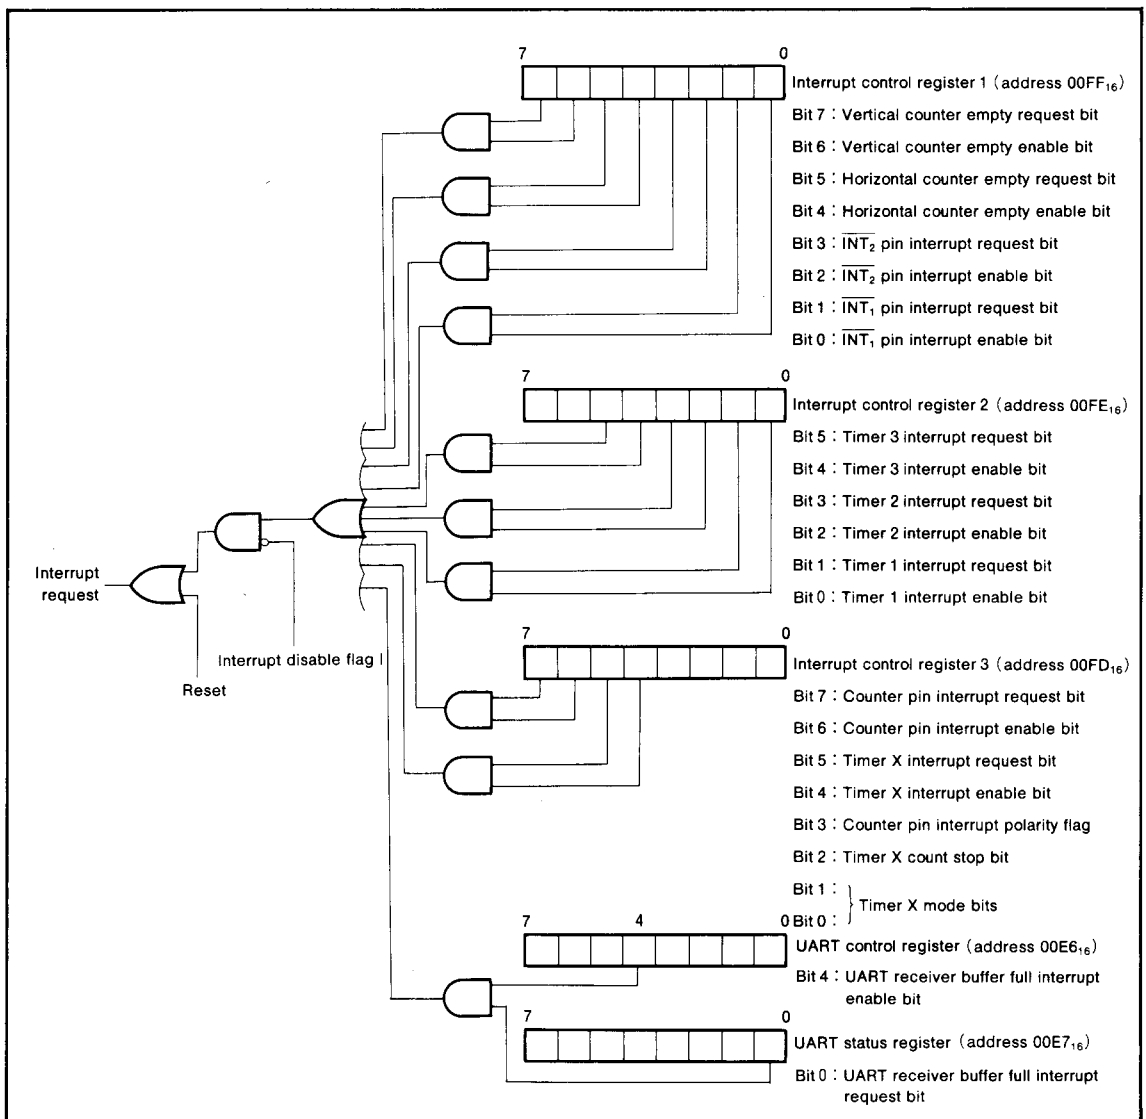 7 0
Interrupt control register 1 (address 00FF₁₆)
Bit 7 : Vertical counter empty request bit
Bit 6 : Vertical counter empty enable bit
Bit 5 : Horizontal counter empty request bit
Bit 4 : Horizontal counter empty enable bit
Bit 3 : I̅N̅T̅₂̅ pin interrupt request bit
Bit 2 : I̅N̅T̅₂̅ pin interrupt enable bit
Bit 1 : I̅N̅T̅₁̅ pin interrupt request bit
Bit 0 : I̅N̅T̅₁̅ pin interrupt enable bit
7 0
Interrupt control register 2 (address 00FE₁₆)
Bit 5 : Timer 3 interrupt request bit
Bit 4 : Timer 3 interrupt enable bit
Bit 3 : Timer 2 interrupt request bit
Bit 2 : Timer 2 interrupt enable bit
Bit 1 : Timer 1 interrupt request bit
Bit 0 : Timer 1 interrupt enable bit
Interrupt
request
Interrupt disable flag I
Reset
7 0
Interrupt control register 3 (address 00FD₁₆)
Bit 7 : Counter pin interrupt request bit
Bit 6 : Counter pin interrupt enable bit
Bit 5 : Timer X interrupt request bit
Bit 4 : Timer X interrupt enable bit
Bit 3 : Counter pin interrupt polarity flag
Bit 2 : Timer X count stop bit
Bit 1 :
Timer X mode bits
Bit 0 :
7 4 0
UART control register (address 00E6₁₆)
Bit 4 : UART receiver buffer full interrupt
enable bit
7 0
UART status register (address 00E7₁₆)
Bit 0 : UART receiver buffer full interrupt
request bit